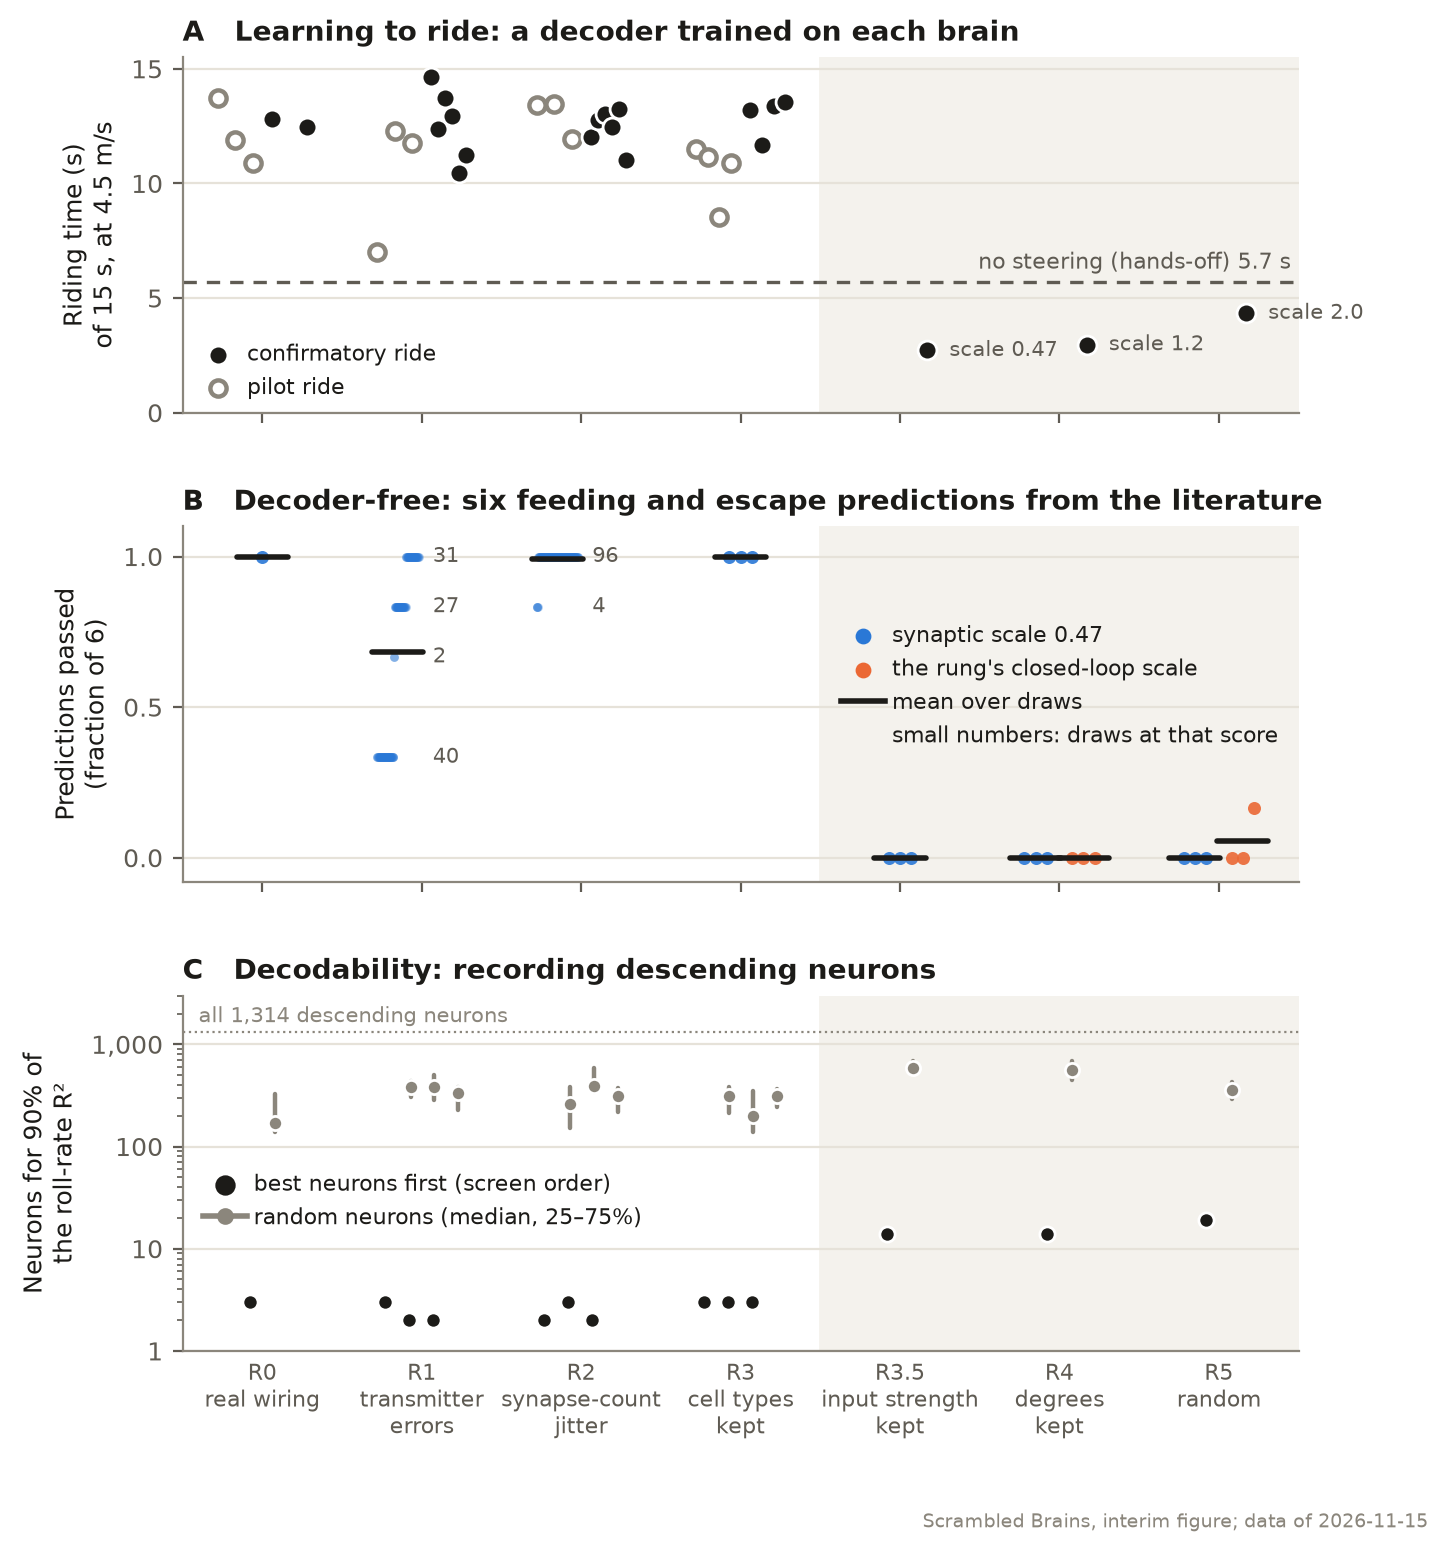 A Learning to ride: a decoder trained on each brain
Riding time (s)
of 15 s, at 4.5 m/s
15
10
5
0
no steering (hands-off) 5.7 s
scale 0.47
scale 1.2
scale 2.0
confirmatory ride
pilot ride
B Decoder-free: six feeding and escape predictions from the literature
Predictions passed
(fraction of 6)
1.0
0.5
0.0
31
27
2
40
96
4
synaptic scale 0.47
the rung's closed-loop scale
mean over draws
small numbers: draws at that score
C Decodability: recording descending neurons
Neurons for 90% of
the roll-rate R²
1,000
100
10
1
all 1,314 descending neurons
best neurons first (screen order)
random neurons (median, 25–75%)
R0
real wiring
R1
transmitter
errors
R2
synapse-count
jitter
R3
cell types
kept
R3.5
input strength
kept
R4
degrees
kept
R5
random
Scrambled Brains, interim figure; data of 2026-11-15